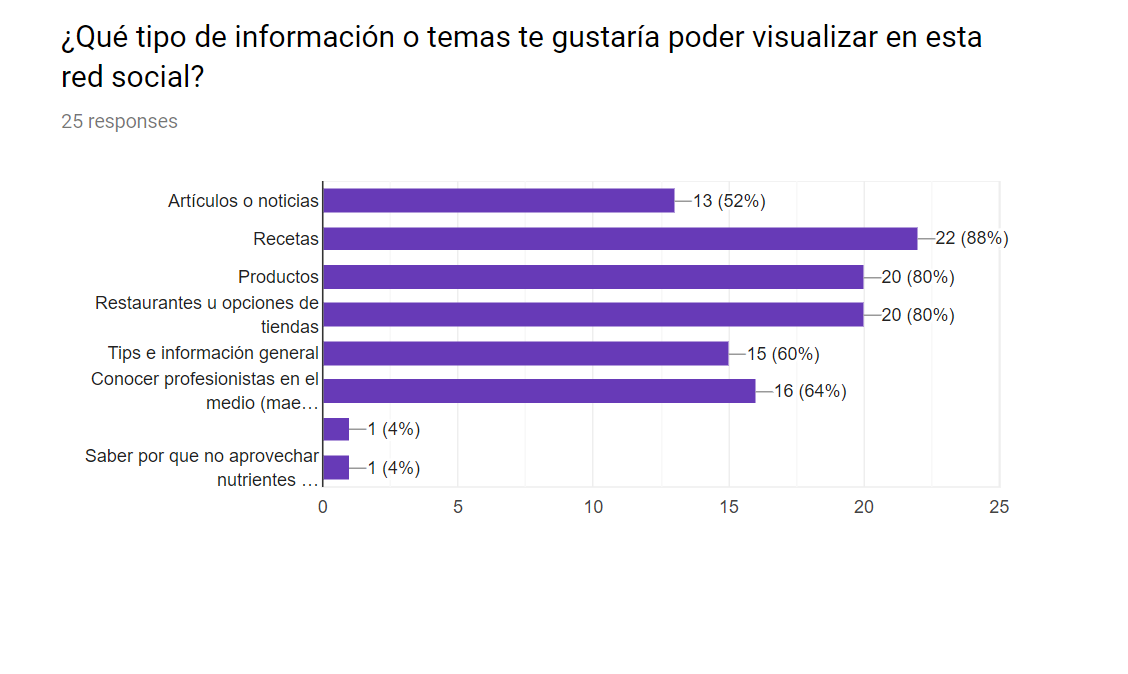 ¿Qué tipo de información o temas te gustaría poder visualizar en esta
red social?
25 responses
Artículos o noticias
13 (52%)
Recetas
22 (88%)
Productos
20 (80%)
Restaurantes u opciones de
tiendas
20 (80%)
Tips e información general
15 (60%)
Conocer profesionistas en el
medio (mae…
16 (64%)
1 (4%)
Saber por que no aprovechar
nutrientes …
1 (4%)
0 5 10 15 20 25